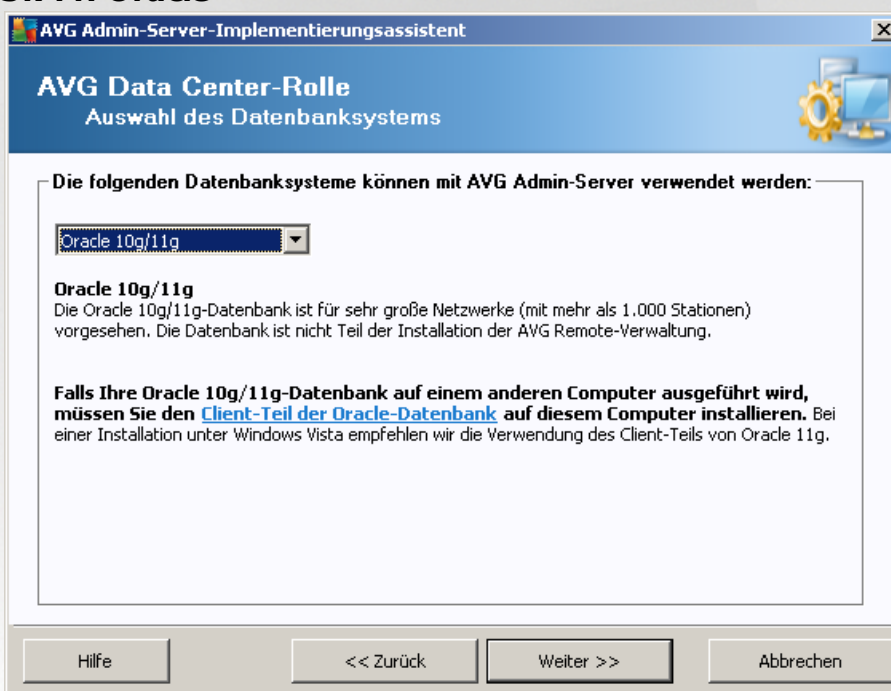 AVG Admin-Server-Implementierungsassistent
AVG Data Center-Rolle
Auswahl des Datenbanksystems
Die folgenden Datenbanksysteme können mit AVG Admin-Server verwendet werden:
Oracle 10g/11g
Oracle 10g/11g
Die Oracle 10g/11g-Datenbank ist für sehr große Netzwerke (mit mehr als 1.000 Stationen)
vorgesehen. Die Datenbank ist nicht Teil der Installation der AVG Remote-Verwaltung.
Falls Ihre Oracle 10g/11g-Datenbank auf einem anderen Computer ausgeführt wird,
müssen Sie den Client-Teil der Oracle-Datenbank auf diesem Computer installieren. Bei
einer Installation unter Windows Vista empfehlen wir die Verwendung des Client-Teils von Oracle 11g.
Hilfe
<< Zurück
Weiter >>
Abbrechen